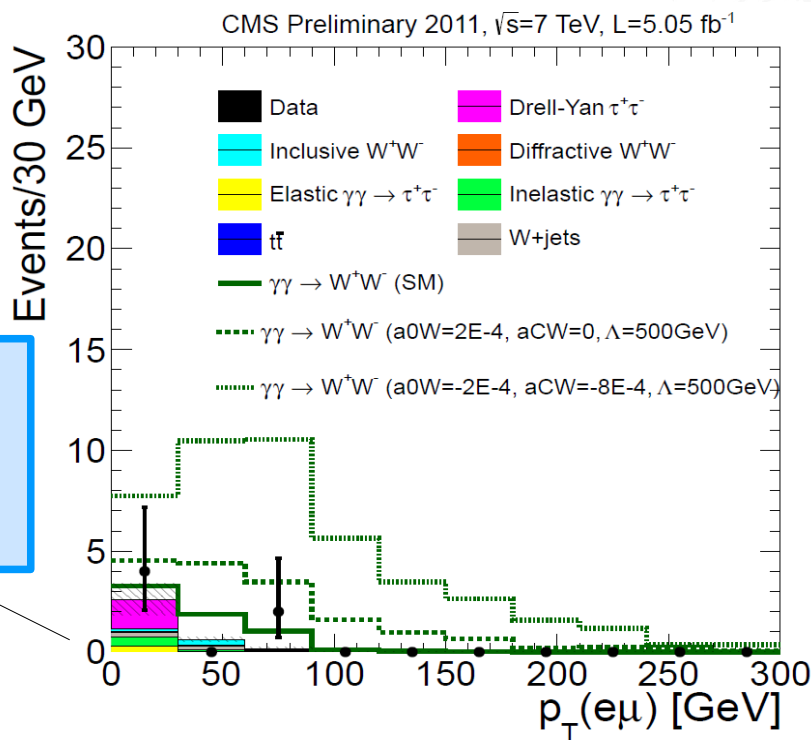 CMS Preliminary 2011, √s=7 TeV, L=5.05 fb⁻¹
Events/30 GeV
30
25
20
15
10
5
0
Data
Drell-Yan τ⁺τ⁻
Inclusive W⁺W⁻
Diffractive W⁺W⁻
Elastic γγ → τ⁺τ⁻
Inelastic γγ → τ⁺τ⁻
tt̄
W+jets
γγ → W⁺W⁻ (SM)
γγ → W⁺W⁻ (a0W=2E-4, aCW=0, Λ=500GeV)
γγ → W⁺W⁻ (a0W=-2E-4, aCW=-8E-4, Λ=500GeV)
0 50 100 150 200 250 300
p_T(eμ) [GeV]